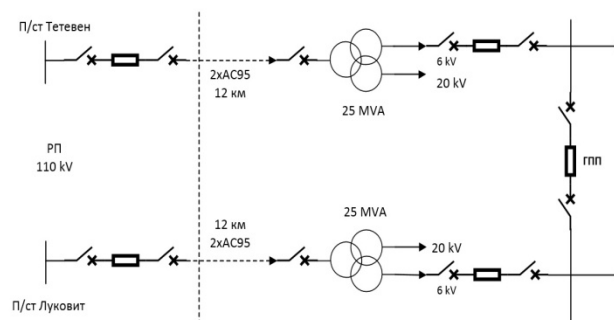 П/ст Тетевен
2xAC95
12 км
6 kV
20 kV
25 MVA
РП
110 kV
гпп
12 км
2xAC95
25 MVA
20 kV
6 kV
П/ст Луковит